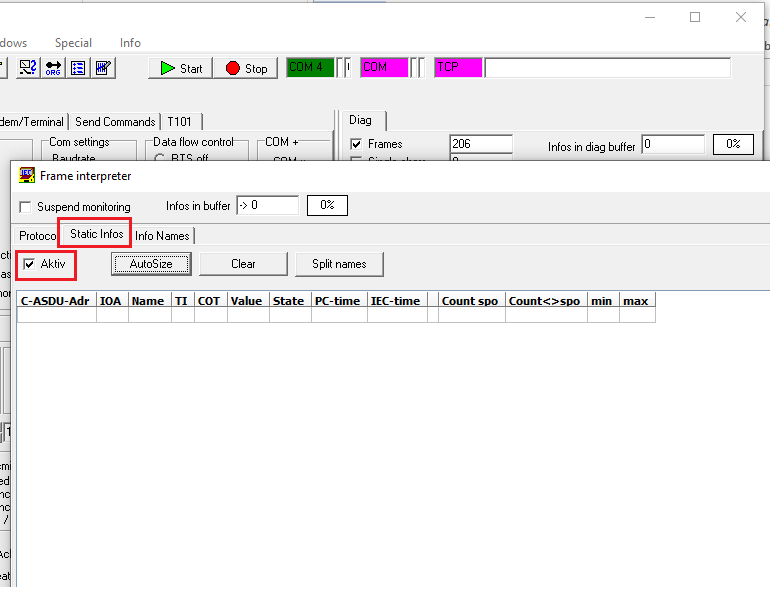 dows Special Info
ORG Start Stop COM 4 COM TCP
dem/Terminal Send Commands T101 Diag
Com settings Data flow control COM +
Frames 206 Infos in diag buffer 0 0%
Baudrate RTS off
Frame interpreter
Suspend monitoring Infos in buffer -> 0 0%
Protoco Static Infos Info Names
Aktiv AutoSize Clear Split names
C-ASDU-Adr IOA Name TI COT Value State PC-time IEC-time Count spo Count<>spo min max